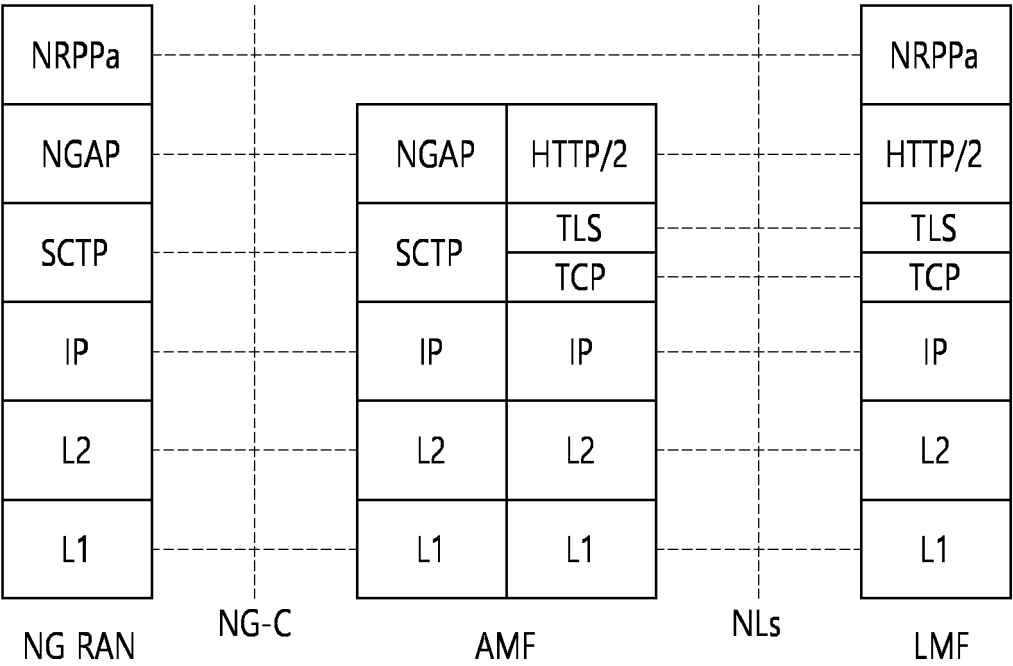 NRPPa NRPPa
NGAP NGAP HTTP/2 HTTP/2
SCTP SCTP TLS TLS
TCP TCP
IP IP IP IP
L2 L2 L2 L2
L1 L1 L1 L1
NG-C NLs
NG RAN AMF LMF